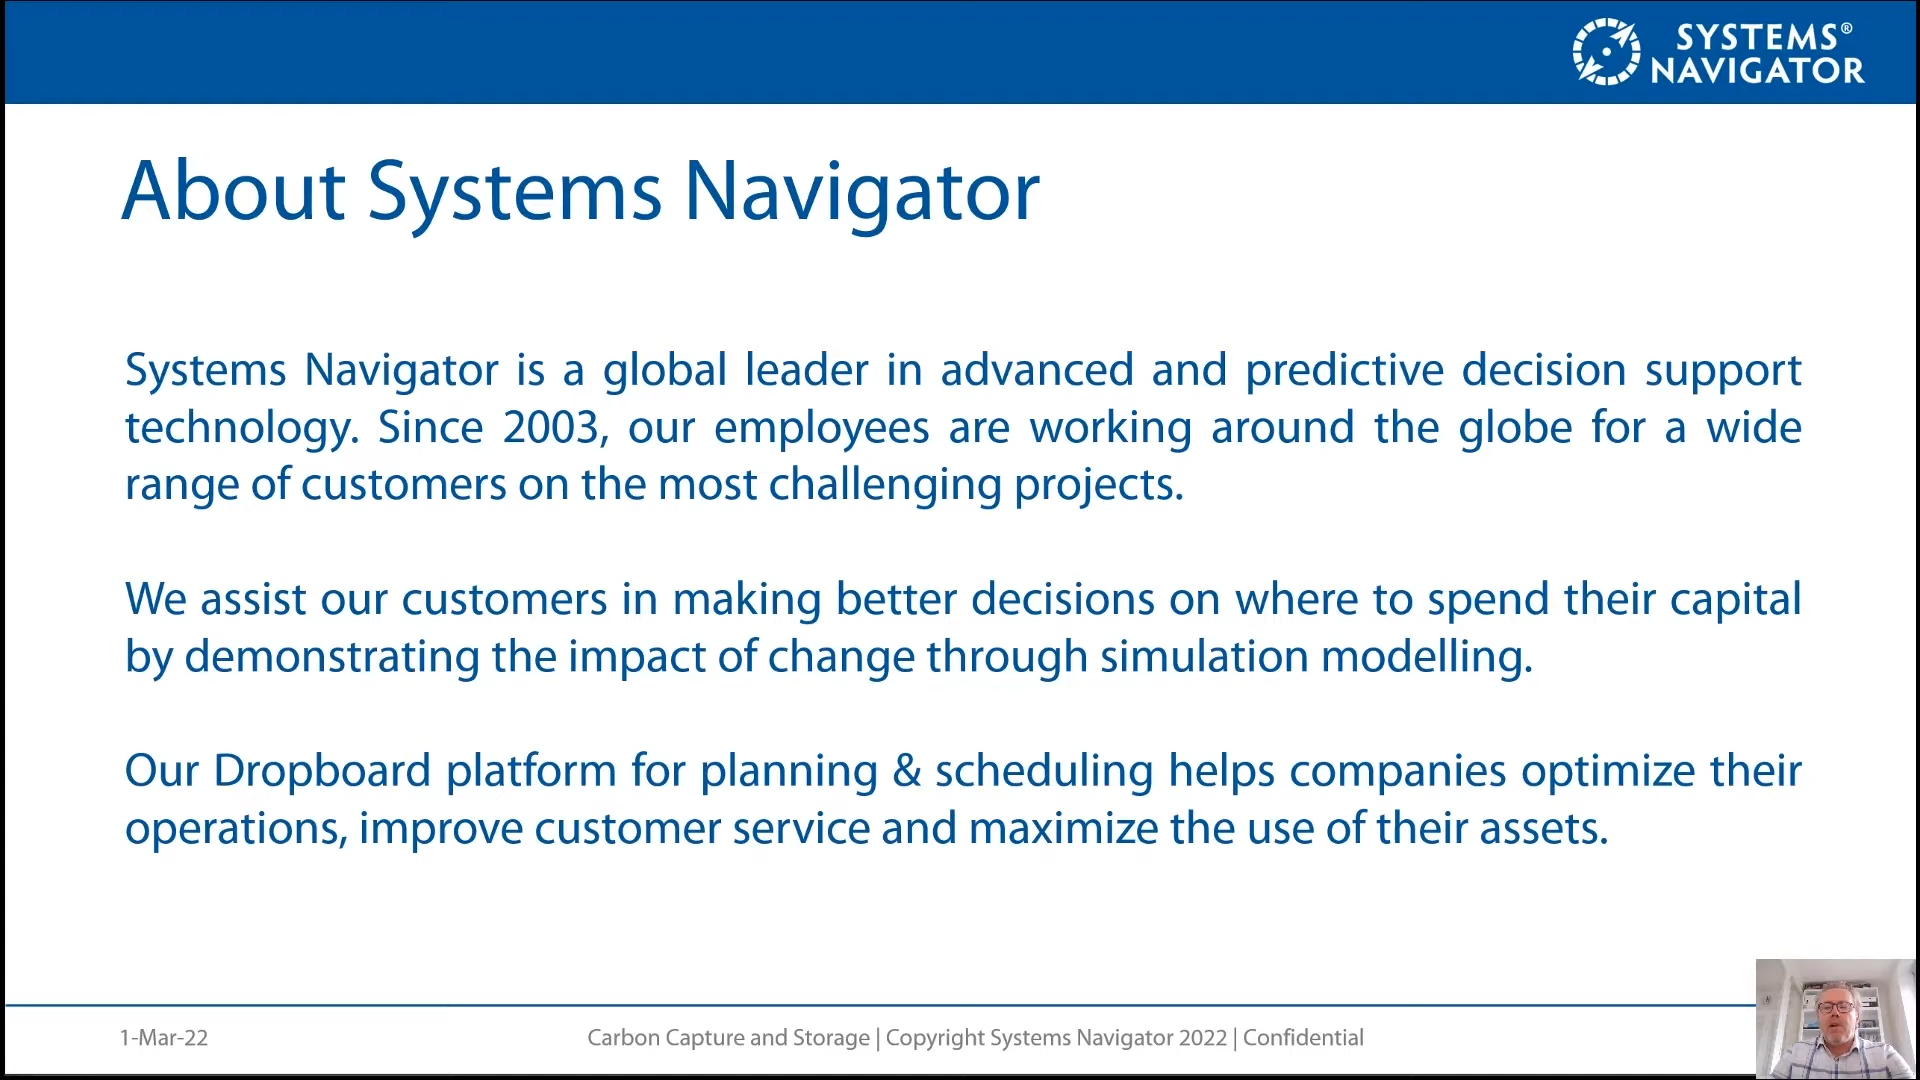 SYSTEMS®
NAVIGATOR
About Systems Navigator
Systems Navigator is a global leader in advanced and predictive decision support
technology. Since 2003, our employees are working around the globe for a wide
range of customers on the most challenging projects.
We assist our customers in making better decisions on where to spend their capital
by demonstrating the impact of change through simulation modelling.
Our Dropboard platform for planning & scheduling helps companies optimize their
operations, improve customer service and maximize the use of their assets.
1-Mar-22
Carbon Capture and Storage | Copyright Systems Navigator 2022 | Confidential